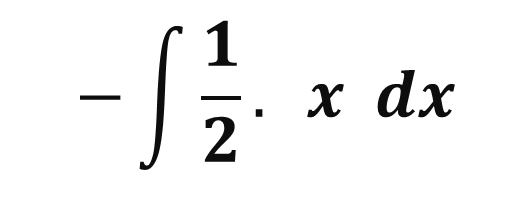 − ∫ 1/2 . x dx